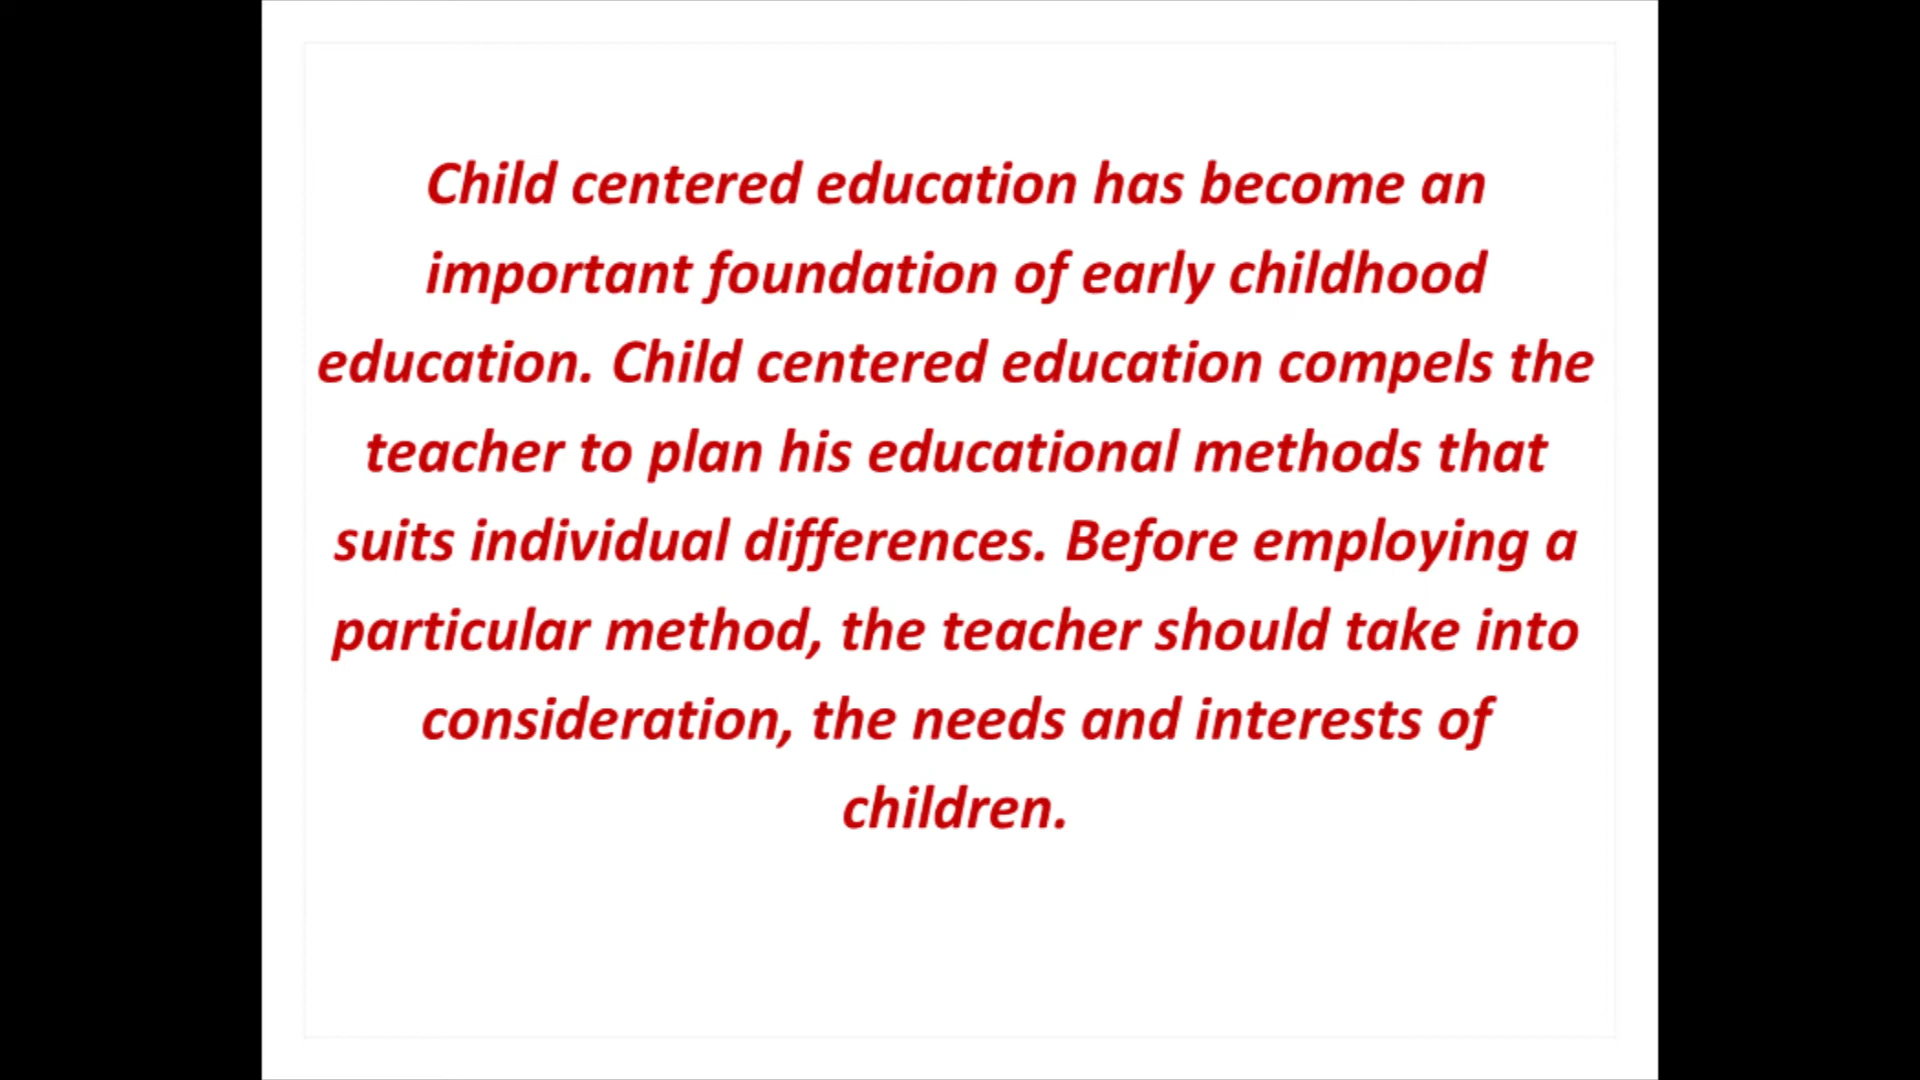 Child centered education has become an
important foundation of early childhood
education. Child centered education compels the
teacher to plan his educational methods that
suits individual differences. Before employing a
particular method, the teacher should take into
consideration, the needs and interests of
children.